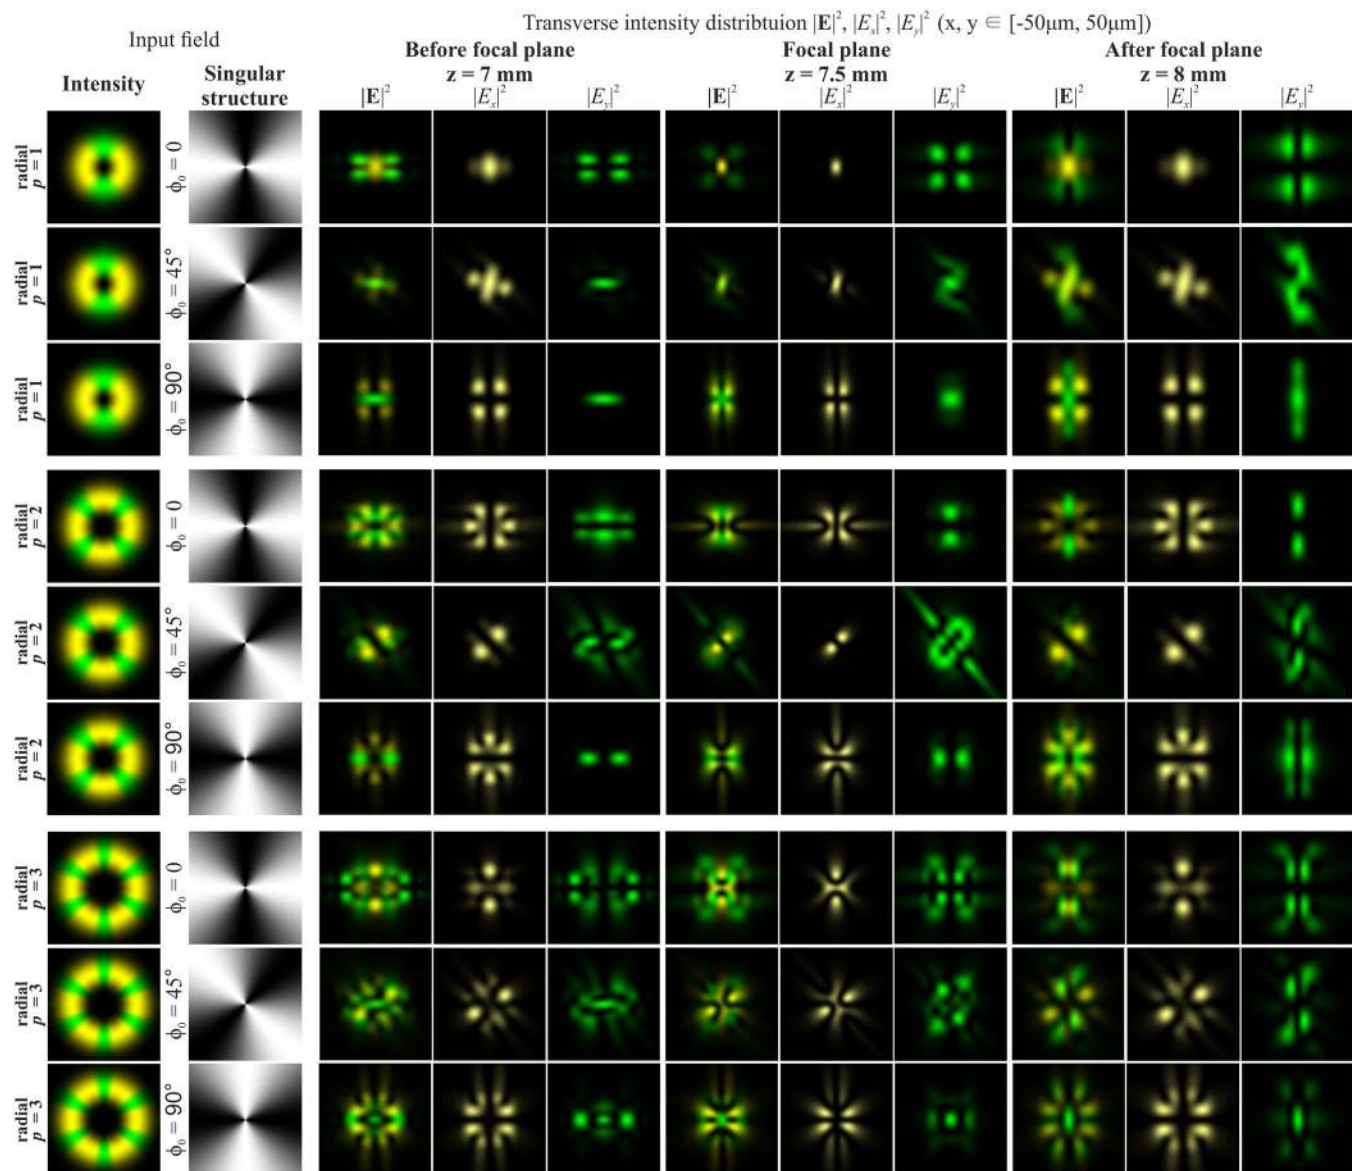 Transverse intensity distribtuion |E|², |Eₓ|², |Eᵧ|² (x, y ∈ [-50μm, 50μm])
Input field
Before focal plane
Focal plane
After focal plane
Intensity
Singular
structure
z = 7 mm
z = 7.5 mm
z = 8 mm
|E|² |Eₓ|² |Eᵧ|² |E|² |Eₓ|² |Eᵧ|² |E|² |Eₓ|² |Eᵧ|²
radial
p = 1
ϕ₀ = 0
radial
p = 1
ϕ₀ = 45°
radial
p = 1
ϕ₀ = 90°
radial
p = 2
ϕ₀ = 0
radial
p = 2
ϕ₀ = 45°
radial
p = 2
ϕ₀ = 90°
radial
p = 3
ϕ₀ = 0
radial
p = 3
ϕ₀ = 45°
radial
p = 3
ϕ₀ = 90°